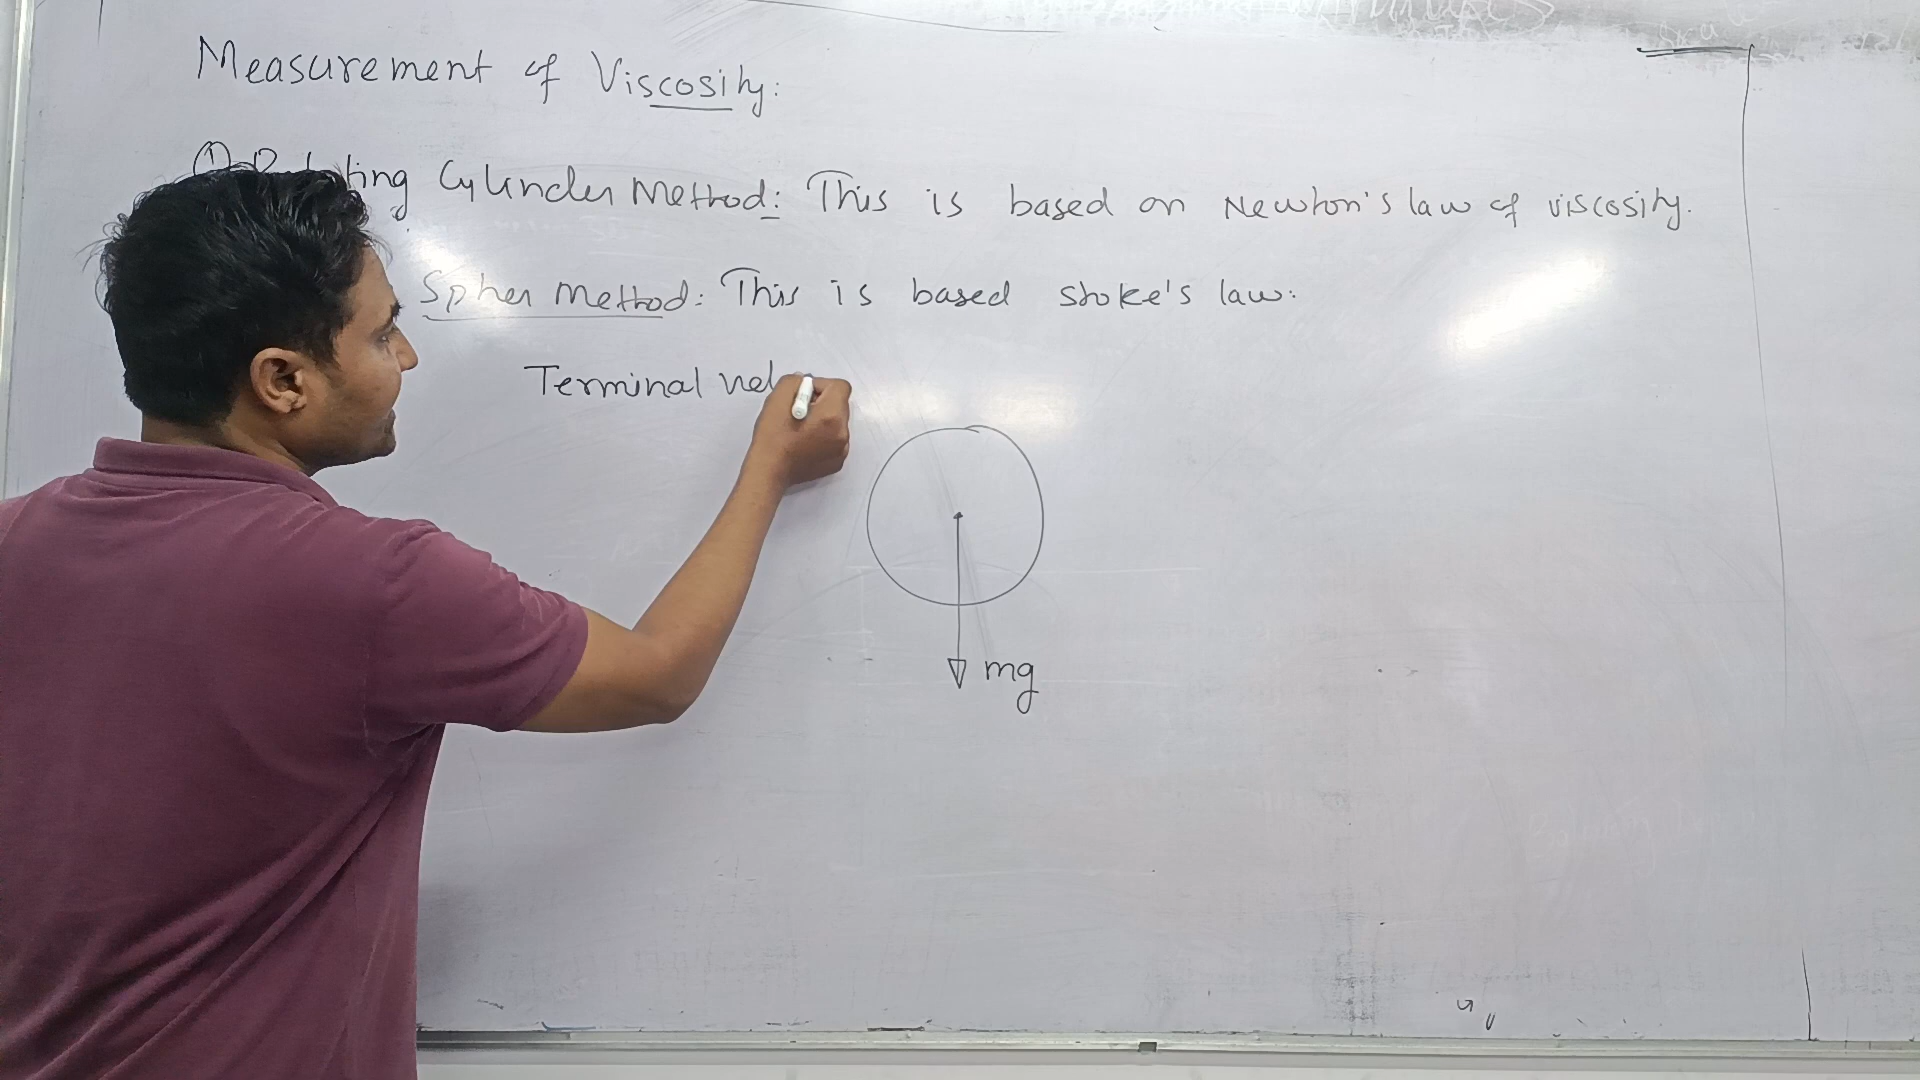 Measurement of Viscosity:
Cylinder Method: This is based on Newton's law of viscosity.
Spher Method: This is based stoke's law.
Terminal vel
mg